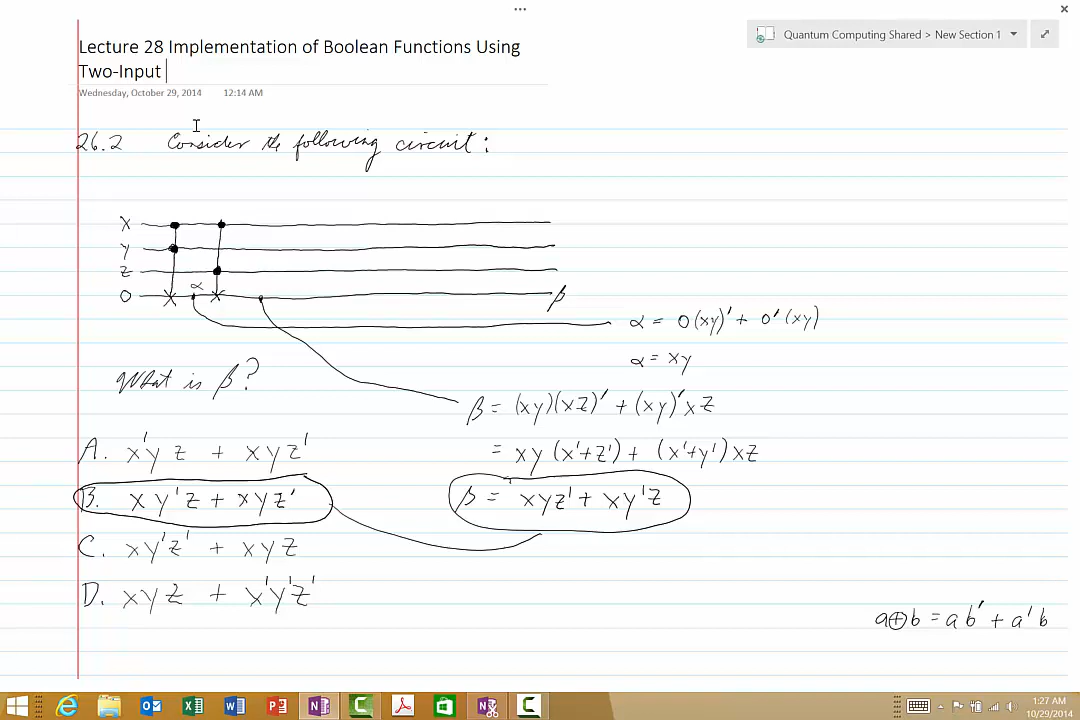 Quantum Computing Shared > New Section 1
Lecture 28 Implementation of Boolean Functions Using
Two-Input
Wednesday, October 29, 2014 12:14 AM
26.2 Consider the following circuit:
X
Y
Z
0 α β
α = 0(xy)' + 0'(xy)
α = xy
What is β?
β = (xy)(xz)' + (xy)'xz
= xy(x'+z') + (x'+y')xz
A. x'yz + xyz'
B. xy'z + xyz'
β = xyz' + xy'z
C. xy'z' + xyz
D. xyz + x'y'z'
a⊕b = ab' + a'b
1:27 AM
10/29/2014